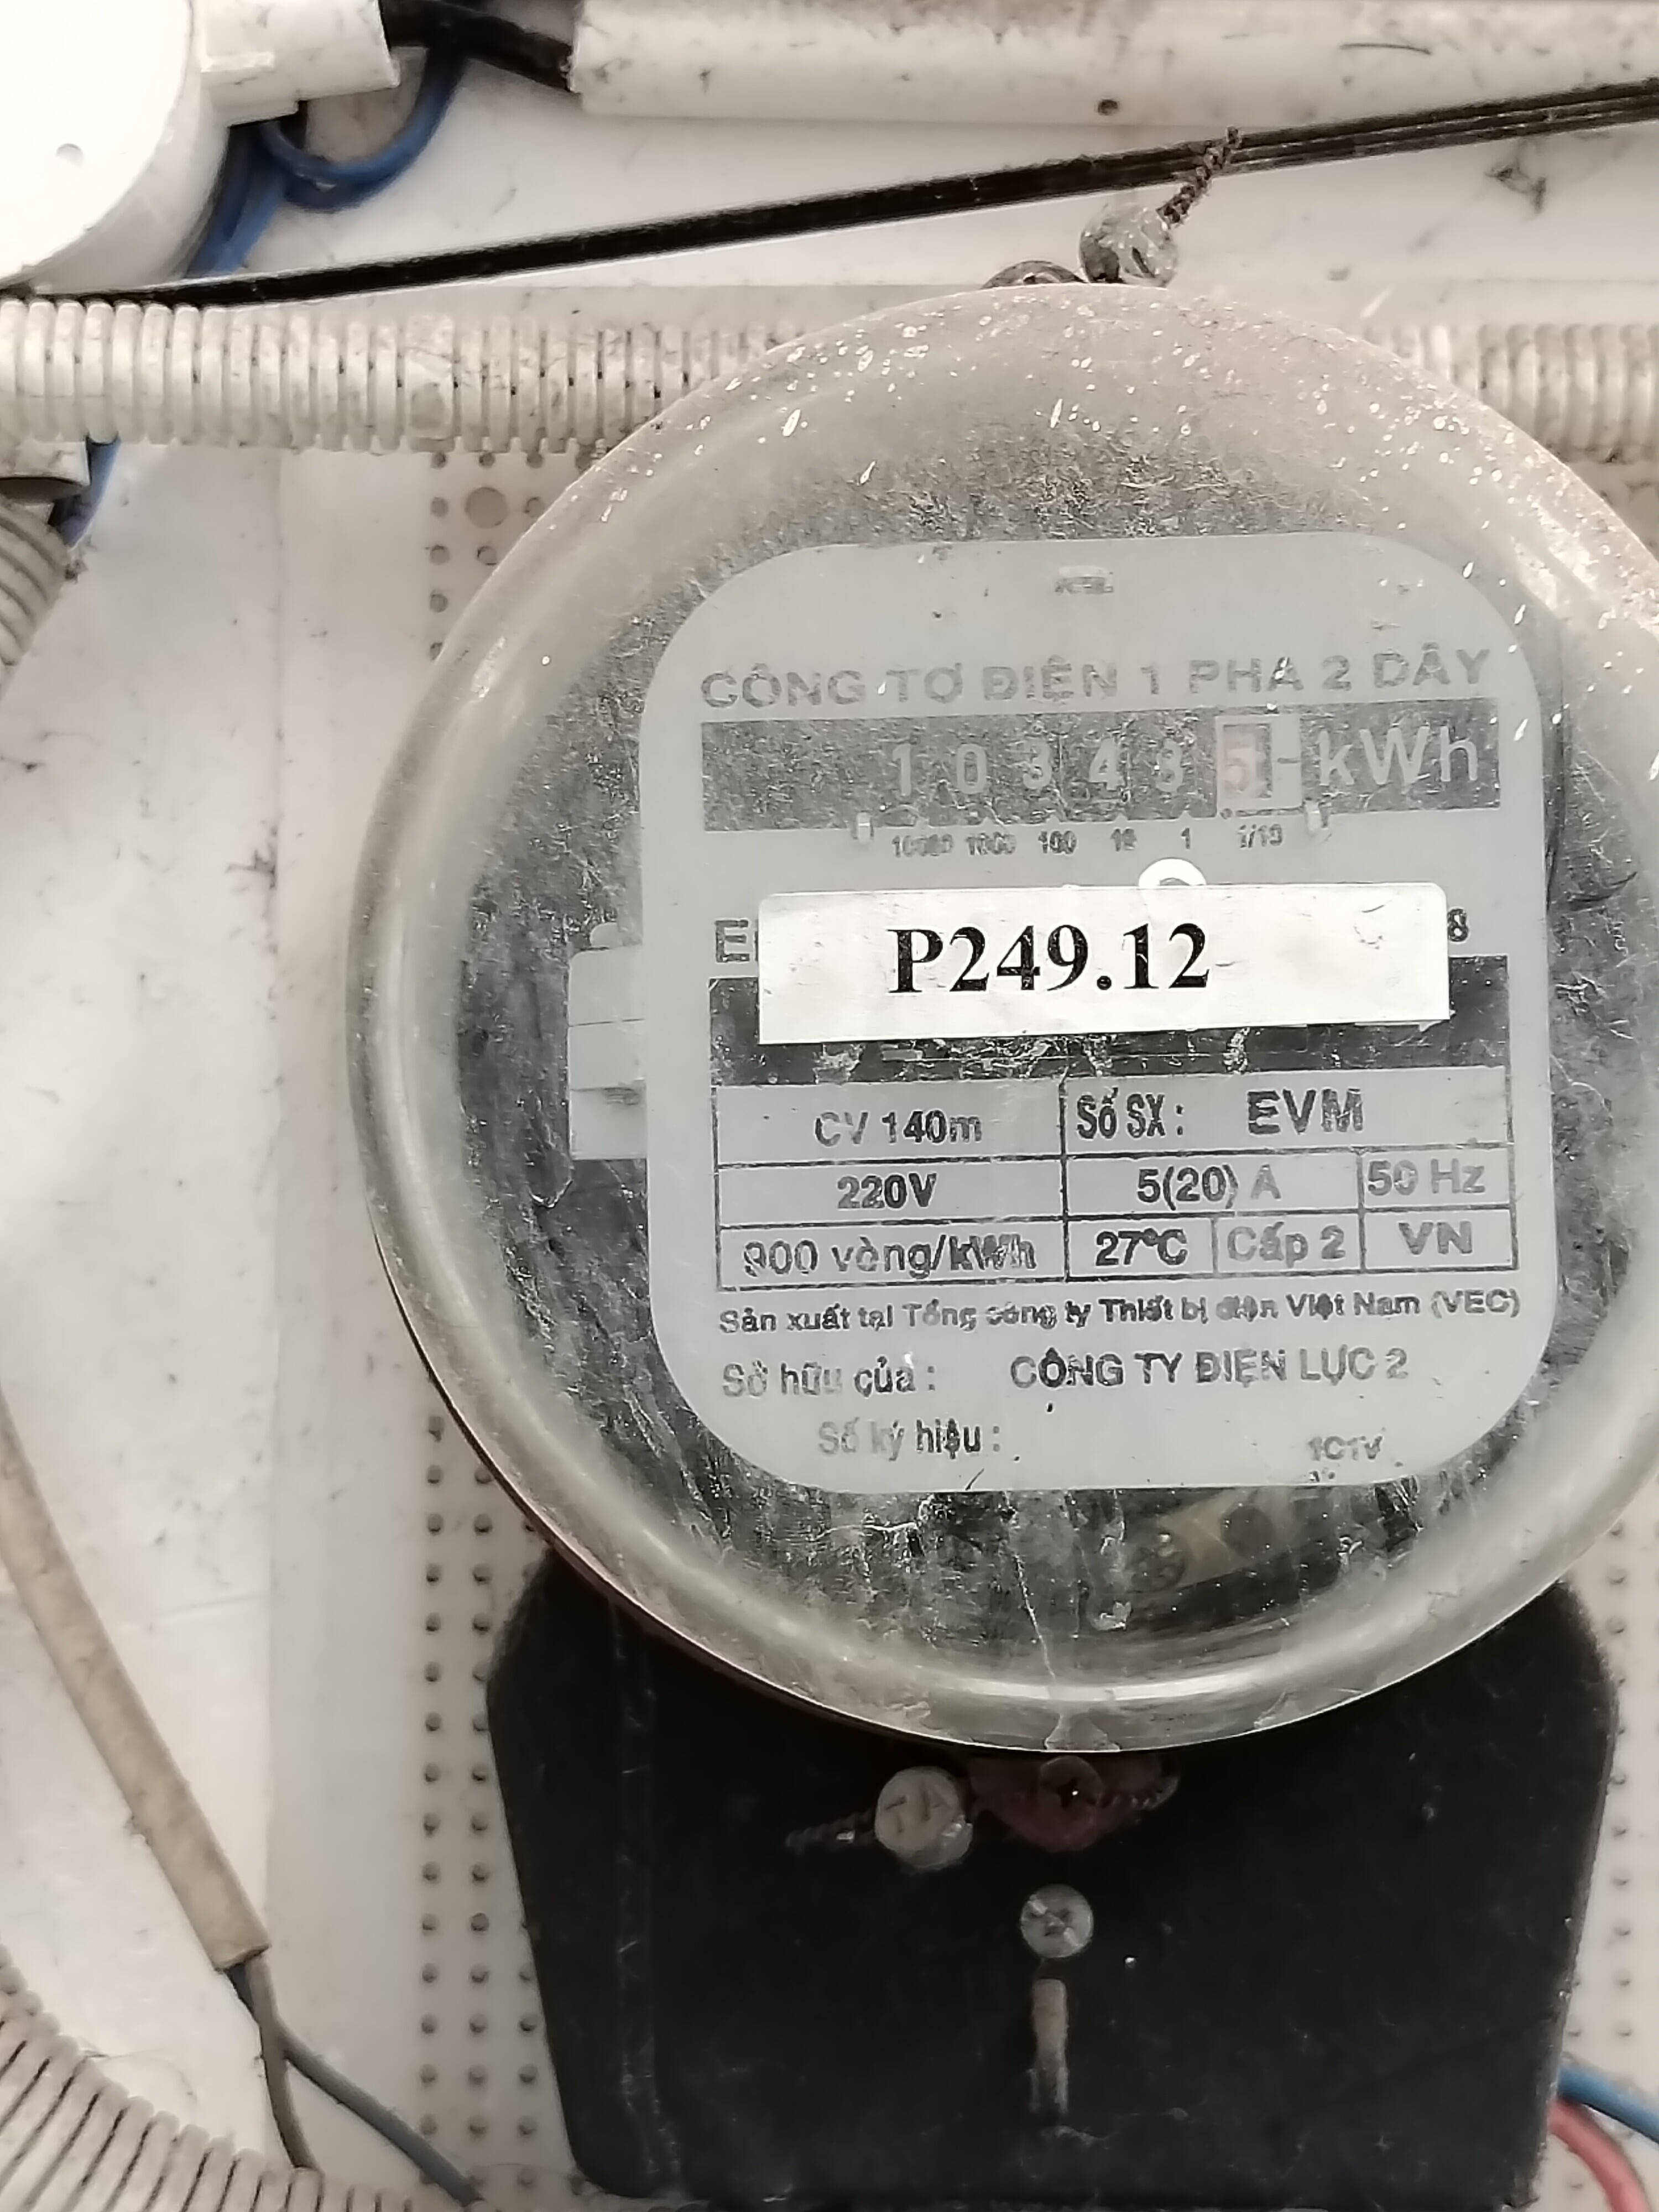 CÔNG TƠ ĐIỆN 1 PHA 2 DÂY
1 0 3 4 3 5 kWh
10000 1000 100 10 1 1/10
P249.12
8
CV 140m Số SX: EVM
220V 5(20) A 50 Hz
900 vòng/kWh 27°C Cấp 2 VN
Sản xuất tại Tổng công ty Thiết bị điện Việt Nam (VEC)
Sở hữu của: CÔNG TY ĐIỆN LỰC 2
Số ký hiệu: